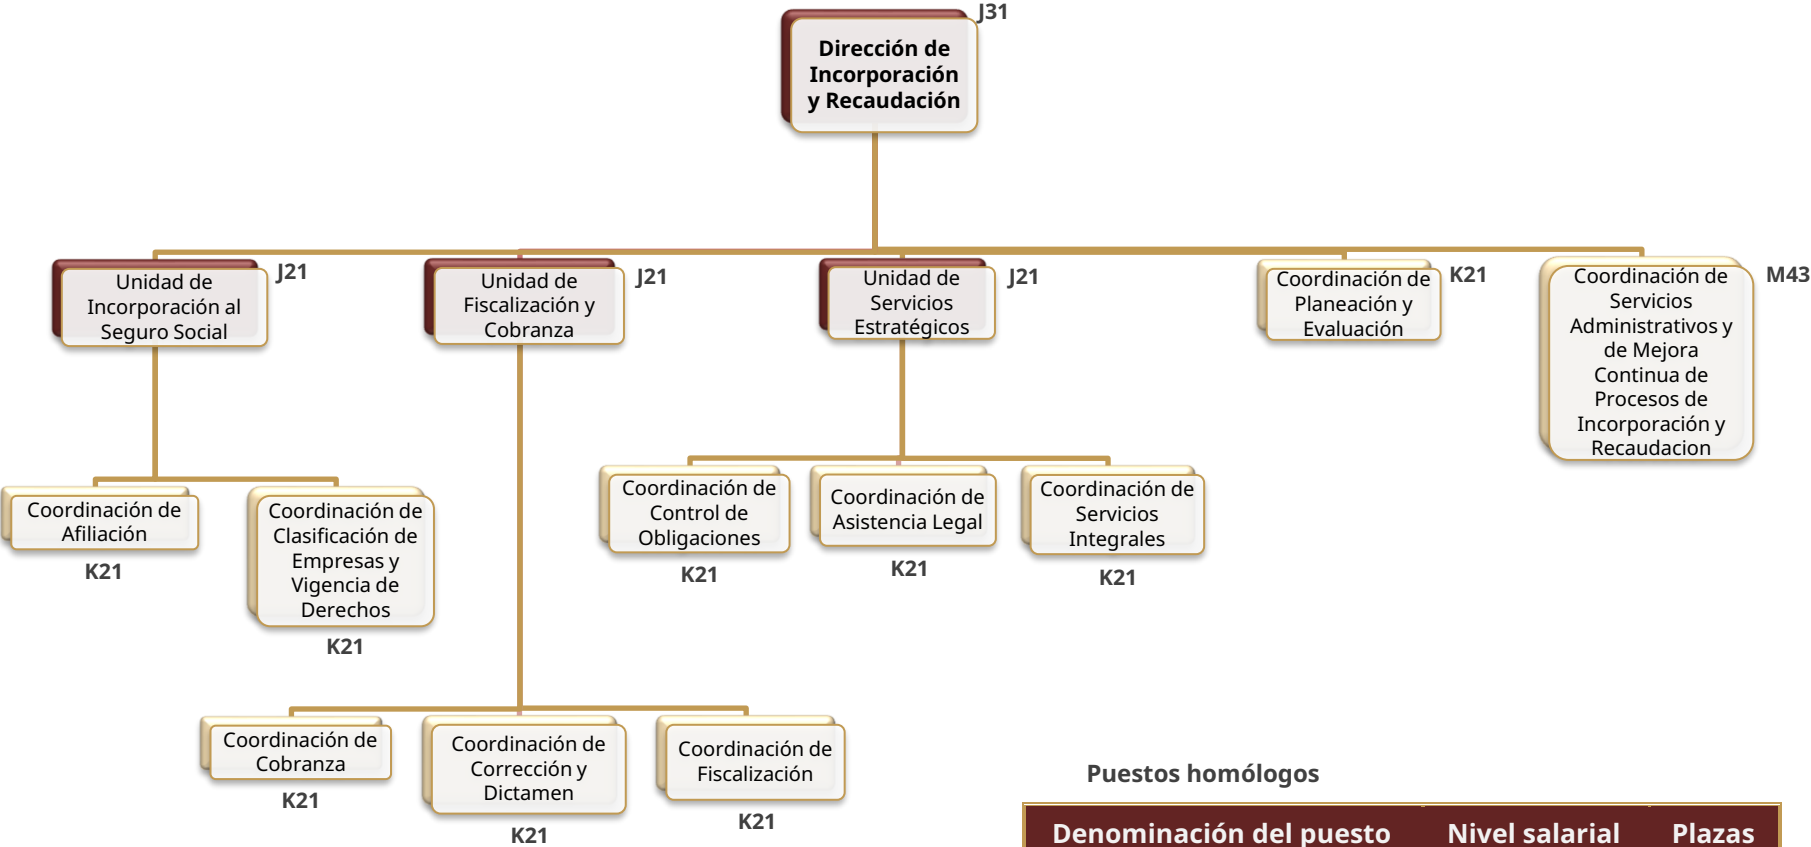 J31
Dirección de
Incorporación
y Recaudación
Unidad de
Incorporación al
Seguro Social
J21
Unidad de
Fiscalización y
Cobranza
J21
Unidad de
Servicios
Estratégicos
J21
Coordinación de
Planeación y
Evaluación
K21
Coordinación de
Servicios
Administrativos y
de Mejora
Continua de
Procesos de
Incorporación y
Recaudacion
M43
Coordinación de
Afiliación
K21
Coordinación de
Clasificación de
Empresas y
Vigencia de
Derechos
K21
Coordinación de
Control de
Obligaciones
K21
Coordinación de
Asistencia Legal
K21
Coordinación de
Servicios
Integrales
K21
Coordinación de
Cobranza
K21
Coordinación de
Corrección y
Dictamen
K21
Coordinación de
Fiscalización
K21
Puestos homólogos
Denominación del puesto Nivel salarial Plazas